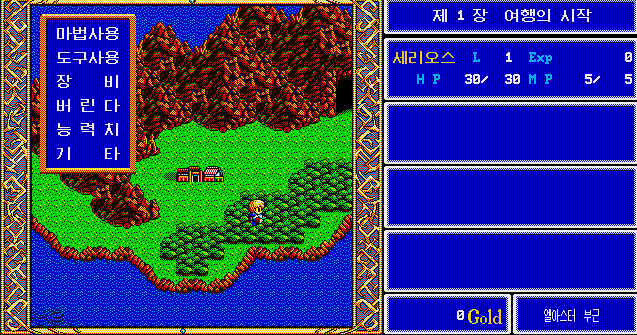 마법사용
도구사용
장 비
버 린 다
능 력 치
기 타
제 1 장 여행의 시작
세리오스 L 1 Exp 0
H P 30/ 30 M P 5/ 5
0 Gold
엘아스타 부근